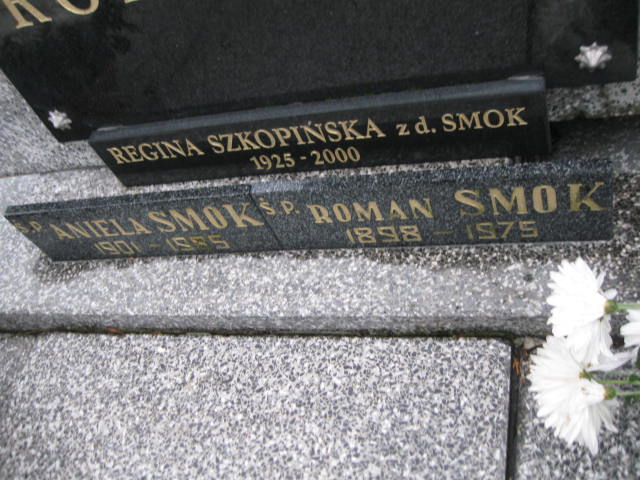 REGINA SZKOPIŃSKA z d. SMOK
1925 - 2000
Ś.P. ANIELA SMOK
1901 - 1985
Ś.P. ROMAN SMOK
1898 - 1975